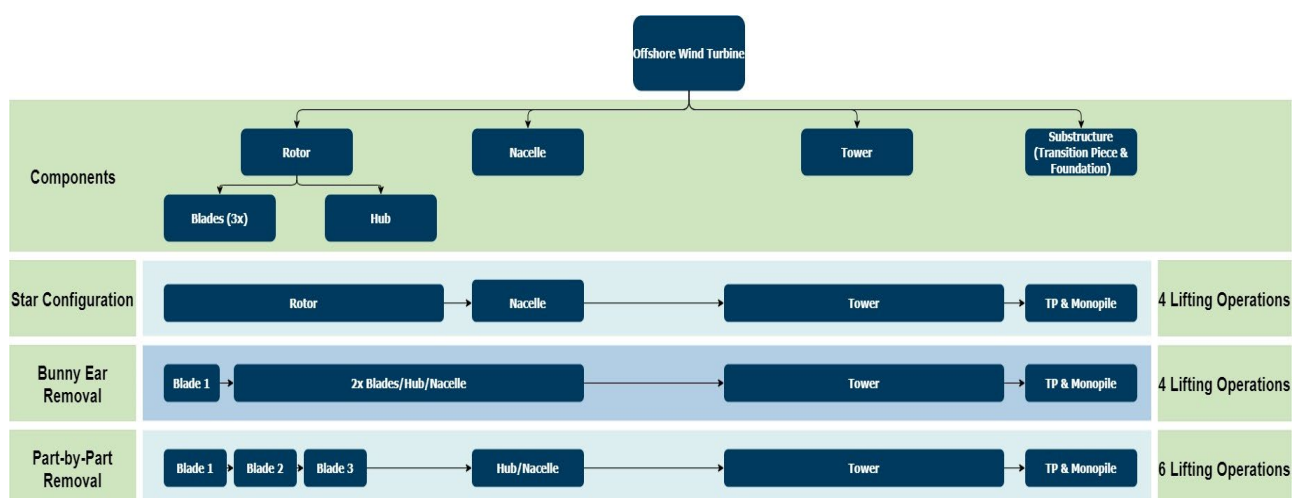 Offshore Wind Turbine
Components
Rotor
Nacelle
Tower
Substructure
(Transition Piece &
Foundation)
Blades (3x)
Hub
Star Configuration
Rotor
Nacelle
Tower
TP & Monopile
4 Lifting Operations
Bunny Ear
Removal
Blade 1
2x Blades/Hub/Nacelle
Tower
TP & Monopile
4 Lifting Operations
Part-by-Part
Removal
Blade 1
Blade 2
Blade 3
Hub/Nacelle
Tower
TP & Monopile
6 Lifting Operations